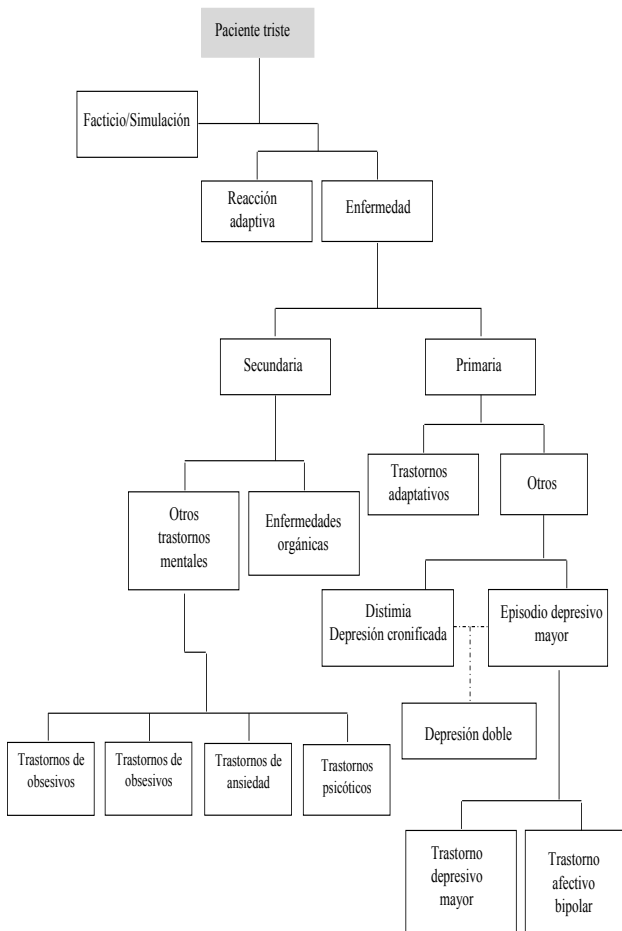 Paciente triste
Facticio/Simulación
Reacción
adaptiva
Enfermedad
Secundaria
Primaria
Trastornos
adaptativos
Otros
Otros
trastornos
mentales
Enfermedades
orgánicas
Distimia
Depresión cronificada
Episodio depresivo
mayor
Depresión doble
Trastornos de
obsesivos
Trastornos de
obsesivos
Trastornos de
ansiedad
Trastornos
psicóticos
Trastorno
depresivo
mayor
Trastorno
afectivo
bipolar